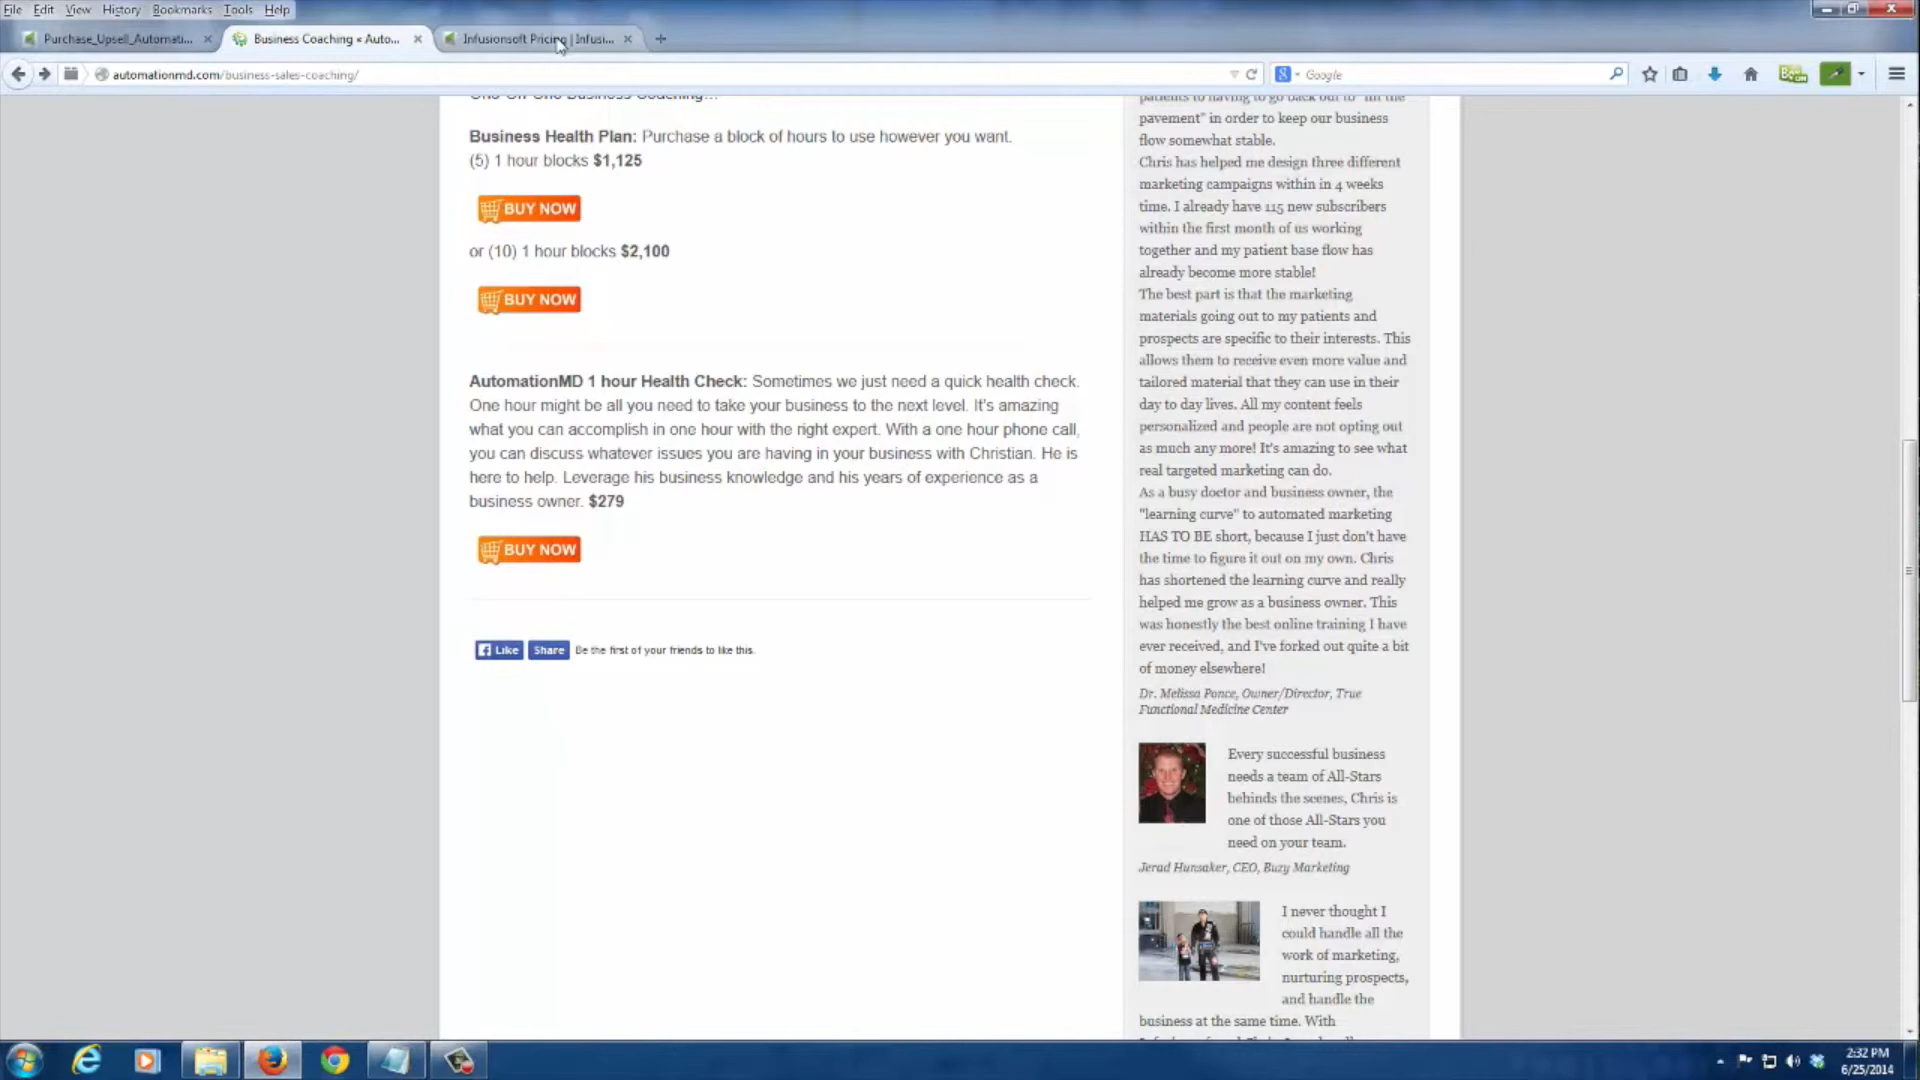 File Edit View History Bookmarks Tools Help
Purchase_Upsell_Automati... Business Coaching « Auto... Infusionsoft Pricing | Infusi...
automationmd.com/business-sales-coaching/
Google
One-On-One Business Coaching...
Business Health Plan: Purchase a block of hours to use however you want.
(5) 1 hour blocks $1,125
BUY NOW
or (10) 1 hour blocks $2,100
BUY NOW
AutomationMD 1 hour Health Check: Sometimes we just need a quick health check.
One hour might be all you need to take your business to the next level. It's amazing
what you can accomplish in one hour with the right expert. With a one hour phone call,
you can discuss whatever issues you are having in your business with Christian. He is
here to help. Leverage his business knowledge and his years of experience as a
business owner. $279
BUY NOW
Like Share Be the first of your friends to like this.
patients to having to go back out to "hit the
pavement" in order to keep our business
flow somewhat stable.
Chris has helped me design three different
marketing campaigns within in 4 weeks
time. I already have 115 new subscribers
within the first month of us working
together and my patient base flow has
already become more stable!
The best part is that the marketing
materials going out to my patients and
prospects are specific to their interests. This
allows them to receive even more value and
tailored material that they can use in their
day to day lives. All my content feels
personalized and people are not opting out
as much any more! It's amazing to see what
real targeted marketing can do.
As a busy doctor and business owner, the
"learning curve" to automated marketing
HAS TO BE short, because I just don't have
the time to figure it out on my own. Chris
has shortened the learning curve and really
helped me grow as a business owner. This
was honestly the best online training I have
ever received, and I've forked out quite a bit
of money elsewhere!
Dr. Melissa Ponce, Owner/Director, True
Functional Medicine Center
Every successful business
needs a team of All-Stars
behinds the scenes, Chris is
one of those All-Stars you
need on your team.
Jerad Hunsaker, CEO, Buzy Marketing
I never thought I
could handle all the
work of marketing,
nurturing prospects,
and handle the
business at the same time. With
2:32 PM
6/25/2014